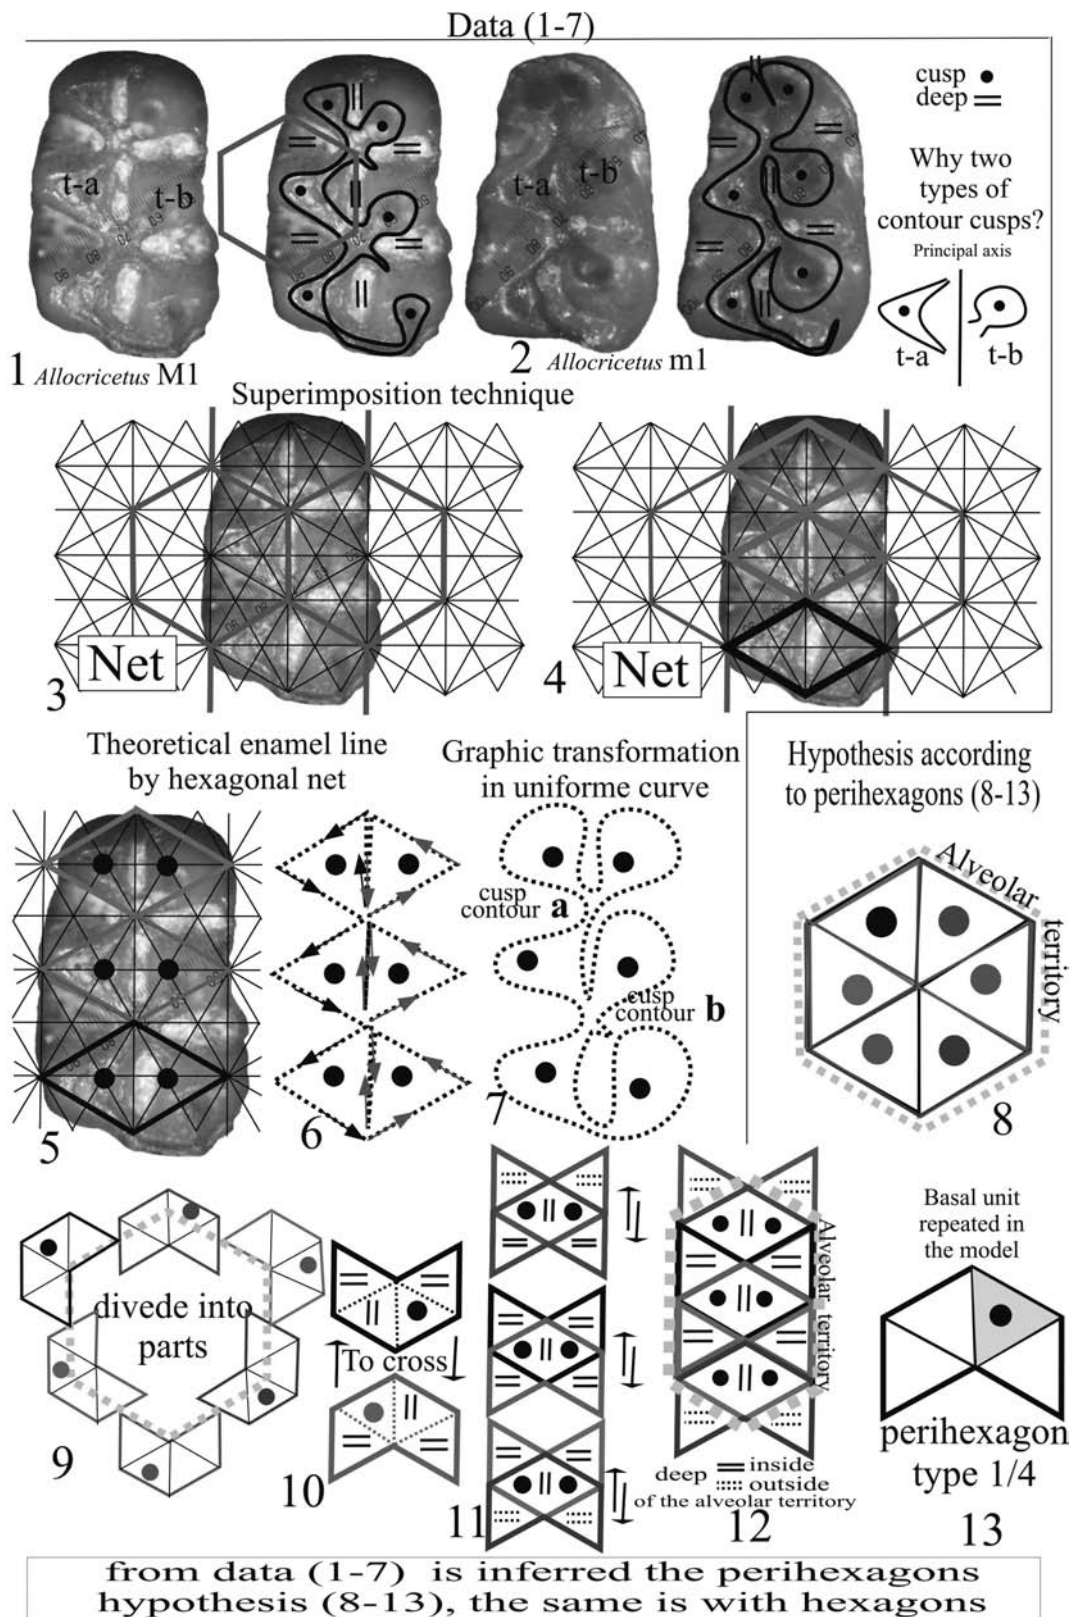 Data (1-7)
cusp
deep
t-a
t-b
t-a
t-b
Why two
types of
contour cusps?
Principal axis
t-a
t-b
1 Allocricetus M1
2 Allocricetus m1
Superimposition technique
Net
3
Net
4
Theoretical enamel line
by hexagonal net
Graphic transformation
in uniforme curve
Hypothesis according
to perihexagons (8-13)
cusp
contour a
cusp
contour b
Alveolar
territory
5
6
7
8
divede into
parts
9
To cross
10
11
Alveolar territory
Basal unit
repeated in
the model
deep inside
outside
of the alveolar territory
12
perihexagon
type 1/4
13
from data (1-7) is inferred the perihexagons
hypothesis (8-13), the same is with hexagons